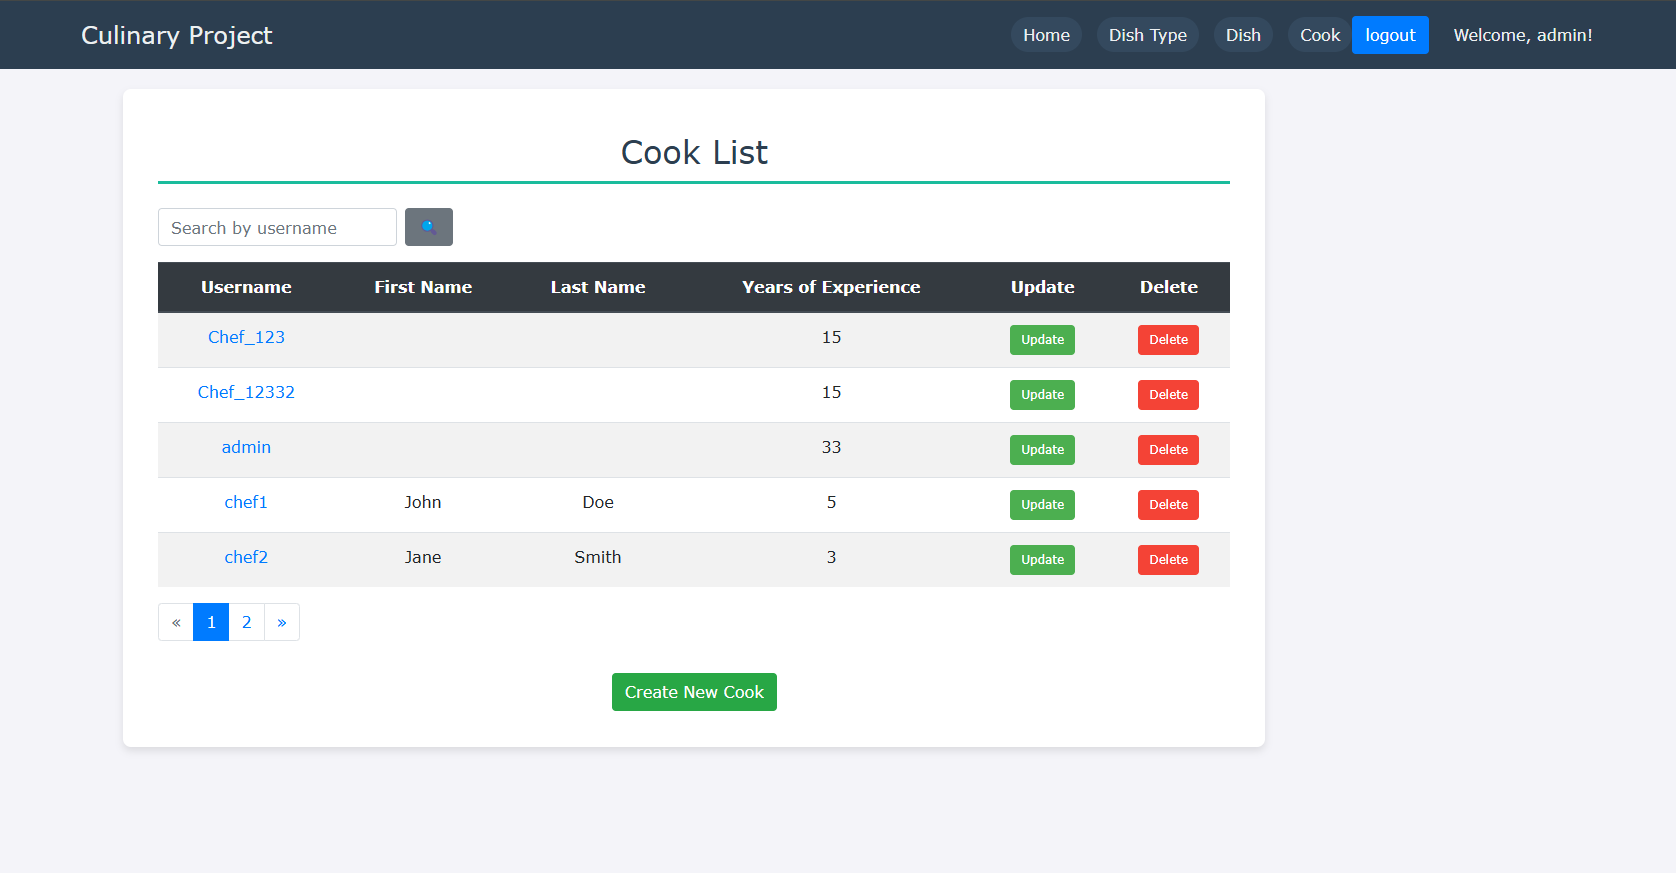 Culinary Project Home Dish Type Dish Cook logout Welcome, admin!
Cook List
Search by username
Username First Name Last Name Years of Experience Update Delete
Chef_123 15 Update Delete
Chef_12332 15 Update Delete
admin 33 Update Delete
chef1 John Doe 5 Update Delete
chef2 Jane Smith 3 Update Delete
« 1 2 »
Create New Cook